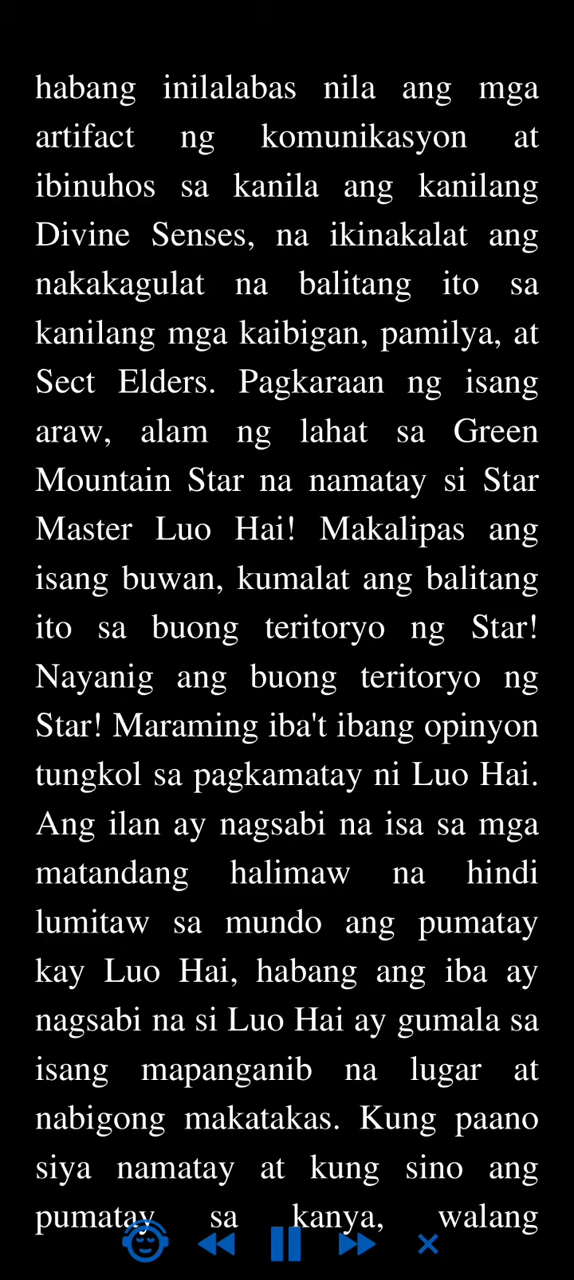 habang inilalabas nila ang mga
artifact ng komunikasyon at
ibinuhos sa kanila ang kanilang
Divine Senses, na ikinakalat ang
nakakagulat na balitang ito sa
kanilang mga kaibigan, pamilya, at
Sect Elders. Pagkaraan ng isang
araw, alam ng lahat sa Green
Mountain Star na namatay si Star
Master Luo Hai! Makalipas ang
isang buwan, kumalat ang balitang
ito sa buong teritoryo ng Star!
Nayanig ang buong teritoryo ng
Star! Maraming iba't ibang opinyon
tungkol sa pagkamatay ni Luo Hai.
Ang ilan ay nagsabi na isa sa mga
matandang halimaw na hindi
lumitaw sa mundo ang pumatay
kay Luo Hai, habang ang iba ay
nagsabi na si Luo Hai ay gumala sa
isang mapanganib na lugar at
nabigong makatakas. Kung paano
siya namatay at kung sino ang
pumatay sa kanya, walang